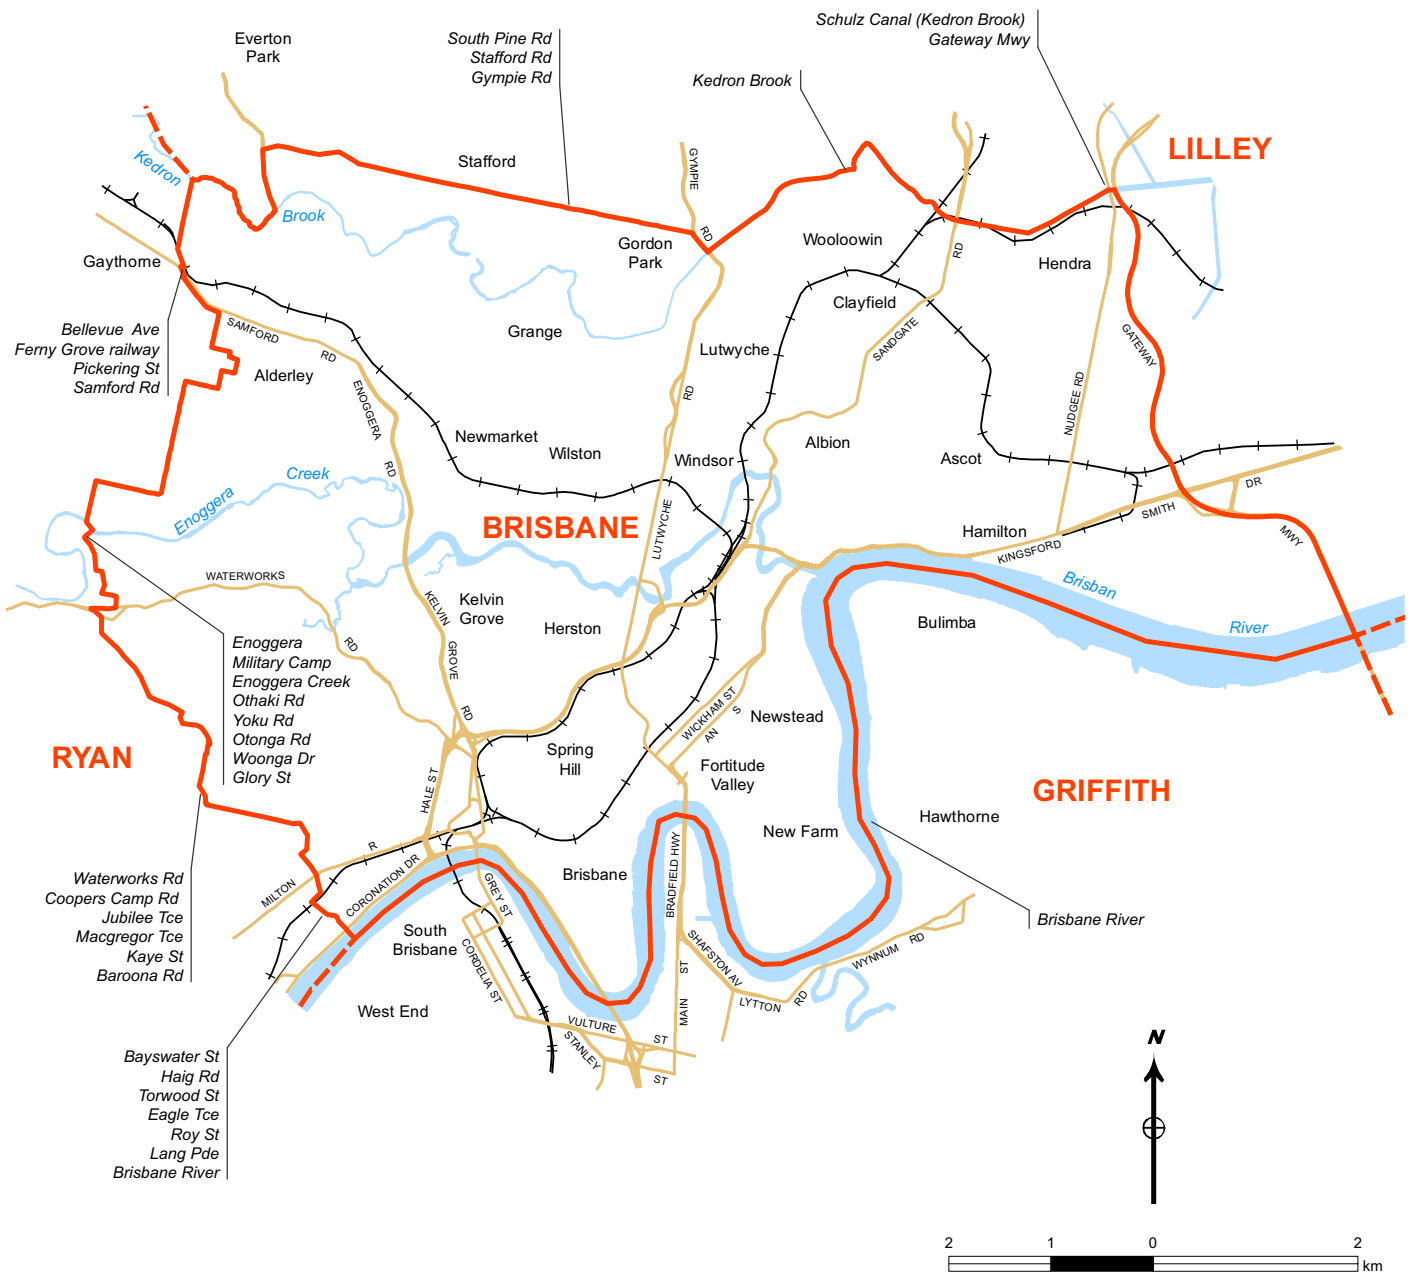 Schulz Canal (Kedron Brook)
Gateway Mwy
Everton
Park
South Pine Rd
Stafford Rd
Gympie Rd
Kedron Brook
LILLEY
Kedron
Stafford
GYMPIE
RD
Brook
Gordon
Park
Wooloowin
RD
Hendra
Gaythorne
Clayfield
Bellevue Ave
Ferny Grove railway
Pickering St
Samford Rd
SAMFORD
RD
Grange
Lutwyche
SANDGATE
GATEWAY
Alderley
ENOGGERA
RD
RD
NUDGEE RD
Newmarket
Wilston
Windsor
Albion
Ascot
Enoggera
Creek
BRISBANE
LUTWYCHE
Hamilton
KINGSFORD
SMITH
DR
MWY
WATERWORKS
RD
KELVIN
GROVE
RD
Kelvin
Grove
Herston
Brisban
River
Bulimba
Enoggera
Military Camp
Enoggera Creek
Othaki Rd
Yoku Rd
Otonga Rd
Woonga Dr
Glory St
RYAN
WICKHAM ST
AN
S
Newstead
Spring
Hill
Fortitude
Valley
GRIFFITH
HALE ST
Hawthorne
New Farm
R
MILTON
CORONATION DR
Brisbane
BRADFIELD HWY
GREY ST
Waterworks Rd
Coopers Camp Rd
Jubilee Tce
Macgregor Tce
Kaye St
Baroona Rd
Brisbane River
South
Brisbane
CORDELIA ST
SHAFSTON AV
WYNNUM
RD
LYTTON
RD
MAIN
ST
West End
VULTURE
ST
STANLEY
ST
Bayswater St
Haig Rd
Torwood St
Eagle Tce
Roy St
Lang Pde
Brisbane River
N
2
1
0
2
km